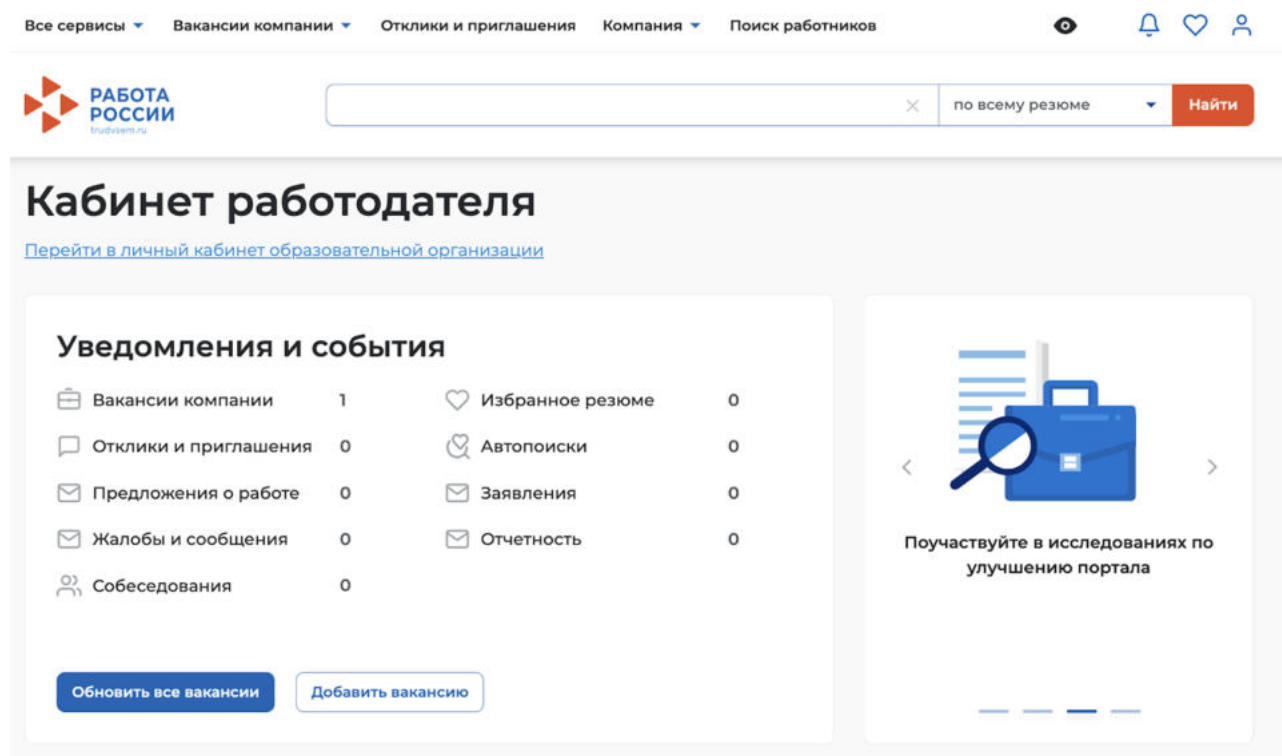 Все сервисы Вакансии компании Отклики и приглашения Компания Поиск работников
РАБОТА
РОССИИ
trudvsem.ru
по всему резюме Найти
Кабинет работодателя
Перейти в личный кабинет образовательной организации
Уведомления и события
Вакансии компании 1 Избранное резюме 0
Отклики и приглашения 0 Автопоиски 0
Предложения о работе 0 Заявления 0
Жалобы и сообщения 0 Отчетность 0
Собеседования 0
Обновить все вакансии Добавить вакансию
Поучаствуйте в исследованиях по
улучшению портала